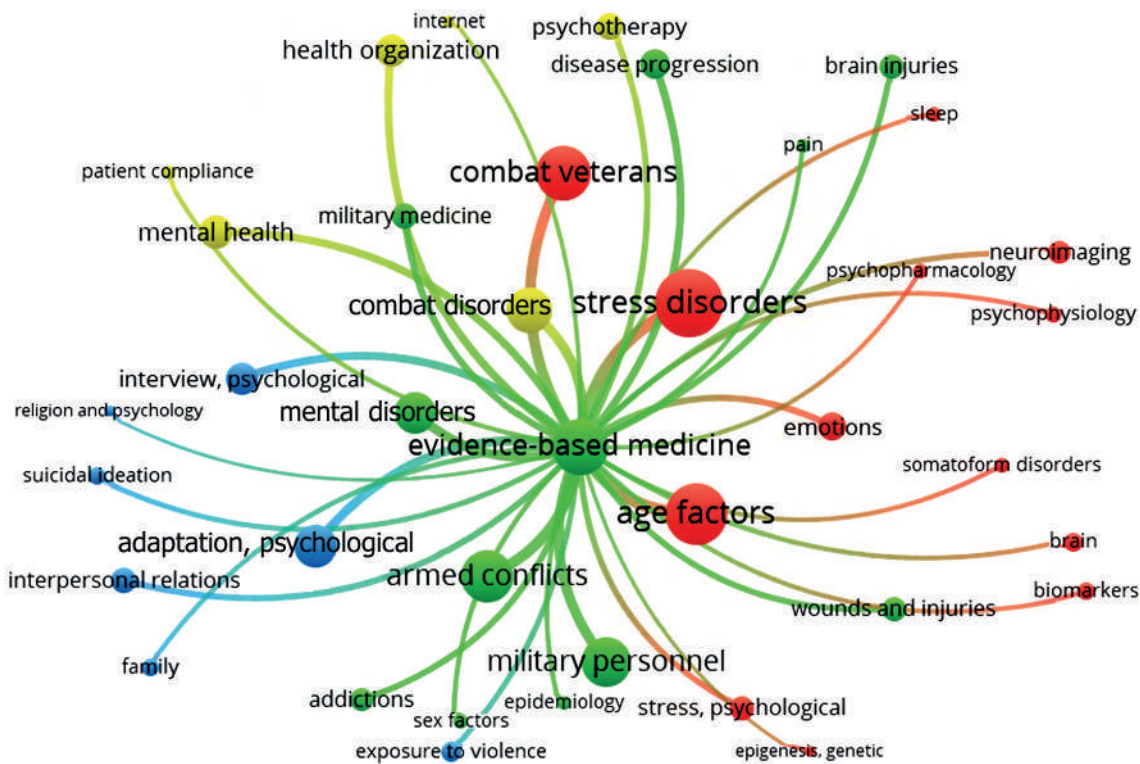 internet
psychotherapy
health organization
disease progression
brain injuries
sleep
pain
combat veterans
patient compliance
military medicine
mental health
neuroimaging
psychopharmacology
combat disorders
stress disorders
psychophysiology
interview, psychological
religion and psychology
mental disorders
emotions
evidence-based medicine
suicidal ideation
somatoform disorders
age factors
adaptation, psychological
brain
interpersonal relations
armed conflicts
biomarkers
wounds and injuries
family
military personnel
addictions
epidemiology
stress, psychological
sex factors
exposure to violence
epigenesis, genetic